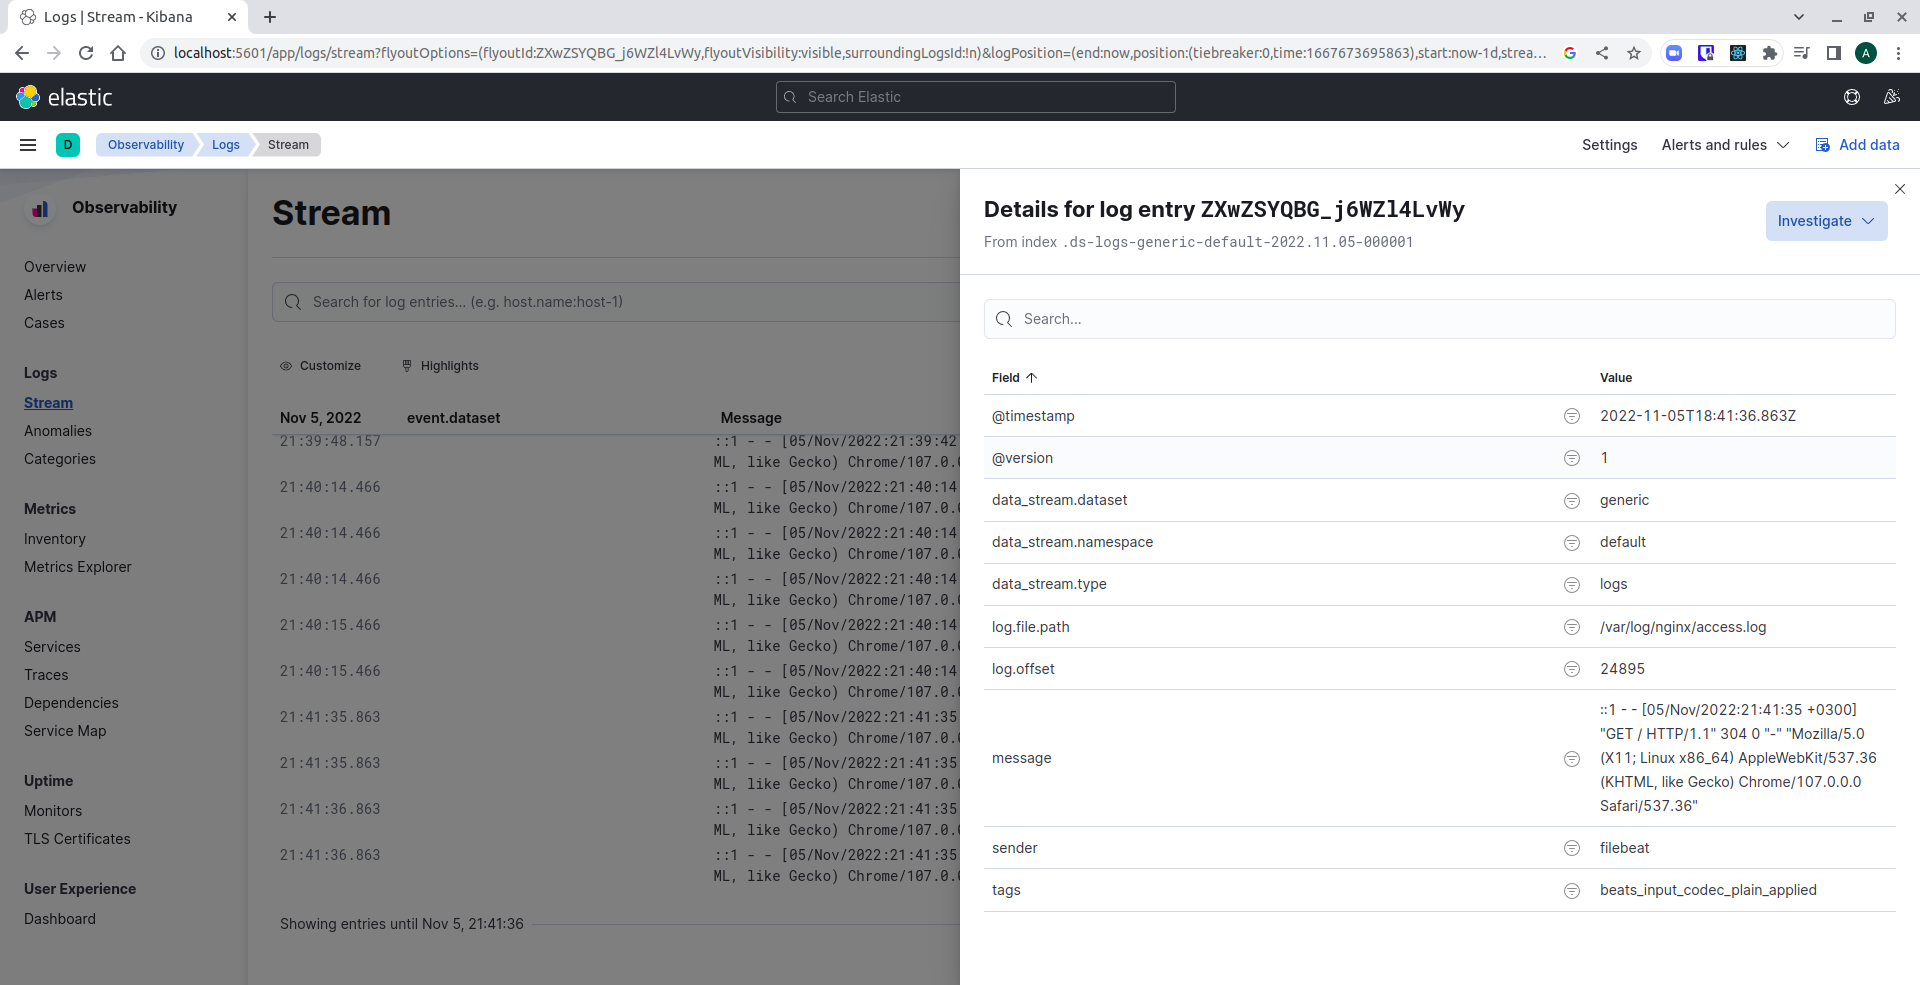 Logs | Stream - Kibana
localhost:5601/app/logs/stream?flyoutOptions=(flyoutId:ZXwZSYQBG_j6WZl4LvWy,flyoutVisibility:visible,surroundingLogsId:!n)&logPosition=(end:now,position:(tiebreaker:0,time:1667673695863),start:now-1d,strea...
A
elastic
Search Elastic
D
Observability
Logs
Stream
Settings
Alerts and rules
Add data
Observability
Overview
Alerts
Cases
Logs
Stream
Anomalies
Categories
Metrics
Inventory
Metrics Explorer
APM
Services
Traces
Dependencies
Service Map
Uptime
Monitors
TLS Certificates
User Experience
Dashboard
Stream
Search for log entries... (e.g. host.name:host-1)
Customize
Highlights
Nov 5, 2022 event.dataset Message
21:39:48.157 ::1 - - [05/Nov/2022:21:39:42
ML, like Gecko) Chrome/107.0.
21:40:14.466 ::1 - - [05/Nov/2022:21:40:14
ML, like Gecko) Chrome/107.0.
21:40:14.466 ::1 - - [05/Nov/2022:21:40:14
ML, like Gecko) Chrome/107.0.
21:40:14.466 ::1 - - [05/Nov/2022:21:40:14
ML, like Gecko) Chrome/107.0.
21:40:15.466 ::1 - - [05/Nov/2022:21:40:14
ML, like Gecko) Chrome/107.0.
21:40:15.466 ::1 - - [05/Nov/2022:21:40:14
ML, like Gecko) Chrome/107.0.
21:41:35.863 ::1 - - [05/Nov/2022:21:41:35
ML, like Gecko) Chrome/107.0.
21:41:35.863 ::1 - - [05/Nov/2022:21:41:35
ML, like Gecko) Chrome/107.0.
21:41:36.863 ::1 - - [05/Nov/2022:21:41:35
ML, like Gecko) Chrome/107.0.
21:41:36.863 ::1 - - [05/Nov/2022:21:41:35
ML, like Gecko) Chrome/107.0.
Showing entries until Nov 5, 21:41:36
Details for log entry ZXwZSYQBG_j6WZl4LvWy
From index .ds-logs-generic-default-2022.11.05-000001
Investigate
Search...
Field Value
@timestamp 2022-11-05T18:41:36.863Z
@version 1
data_stream.dataset generic
data_stream.namespace default
data_stream.type logs
log.file.path /var/log/nginx/access.log
log.offset 24895
message
::1 - - [05/Nov/2022:21:41:35 +0300]
"GET / HTTP/1.1" 304 0 "-" "Mozilla/5.0
(X11; Linux x86_64) AppleWebKit/537.36
(KHTML, like Gecko) Chrome/107.0.0.0
Safari/537.36"
sender filebeat
tags beats_input_codec_plain_applied